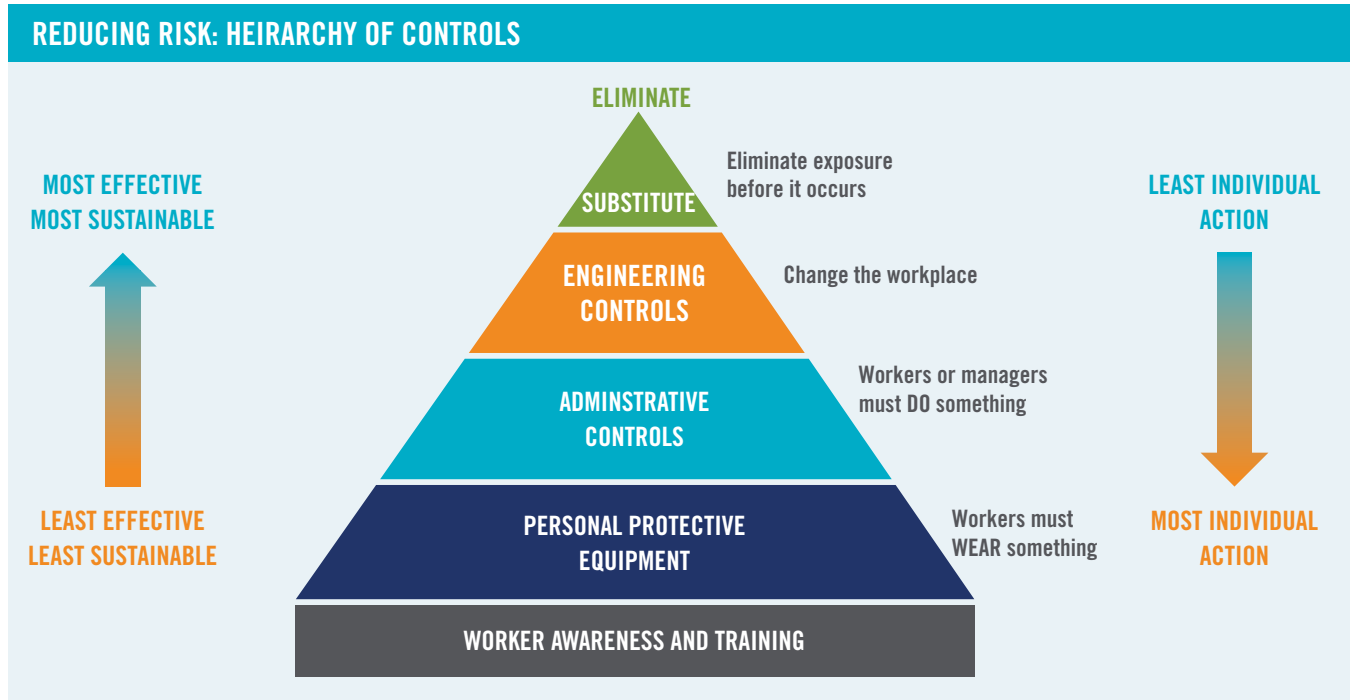 REDUCING RISK: HEIRARCHY OF CONTROLS
ELIMINATE
SUBSTITUTE
Eliminate exposure
before it occurs
MOST EFFECTIVE
MOST SUSTAINABLE
LEAST INDIVIDUAL
ACTION
ENGINEERING
CONTROLS
Change the workplace
ADMINSTRATIVE
CONTROLS
Workers or managers
must DO something
LEAST EFFECTIVE
LEAST SUSTAINABLE
PERSONAL PROTECTIVE
EQUIPMENT
Workers must
WEAR something
MOST INDIVIDUAL
ACTION
WORKER AWARENESS AND TRAINING